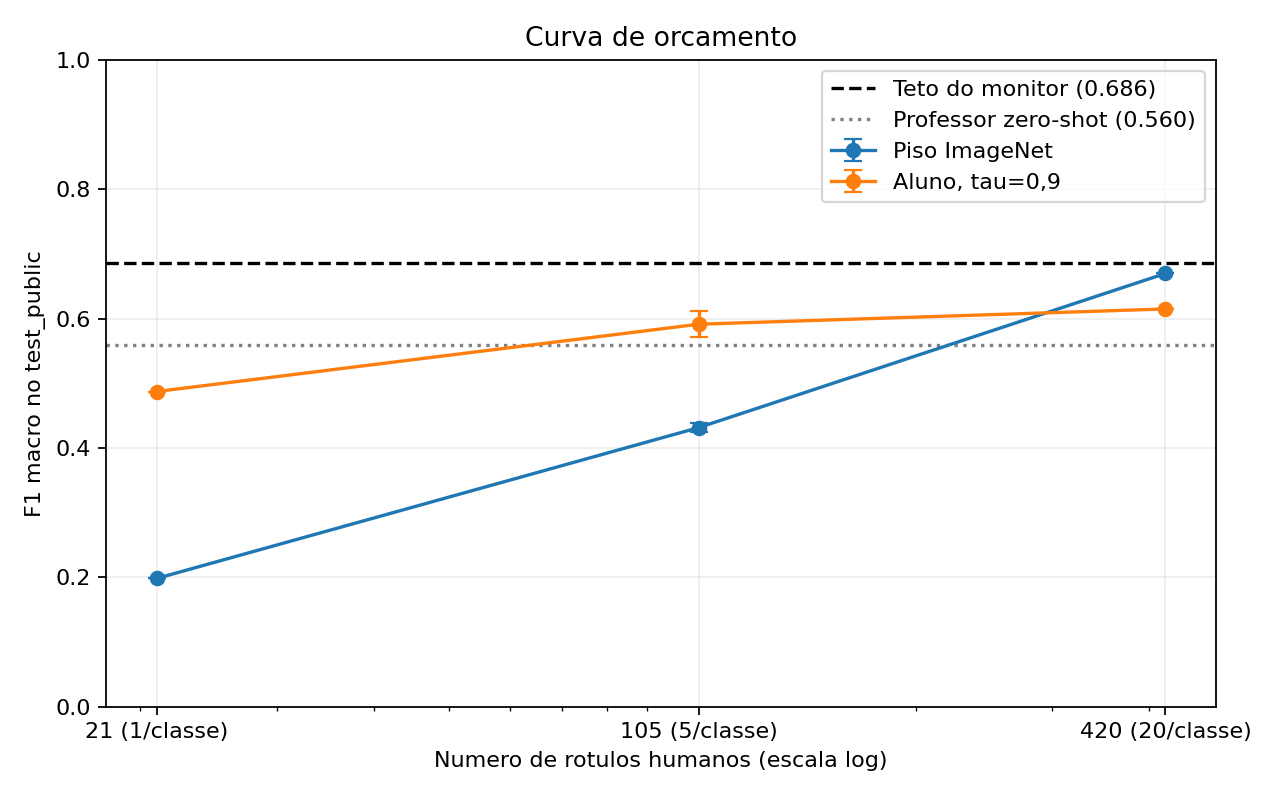 Curva de orcamento
Teto do monitor (0.686)
Professor zero-shot (0.560)
Piso ImageNet
Aluno, tau=0,9
F1 macro no test_public
1.0
0.8
0.6
0.4
0.2
0.0
21 (1/classe)
105 (5/classe)
420 (20/classe)
Numero de rotulos humanos (escala log)